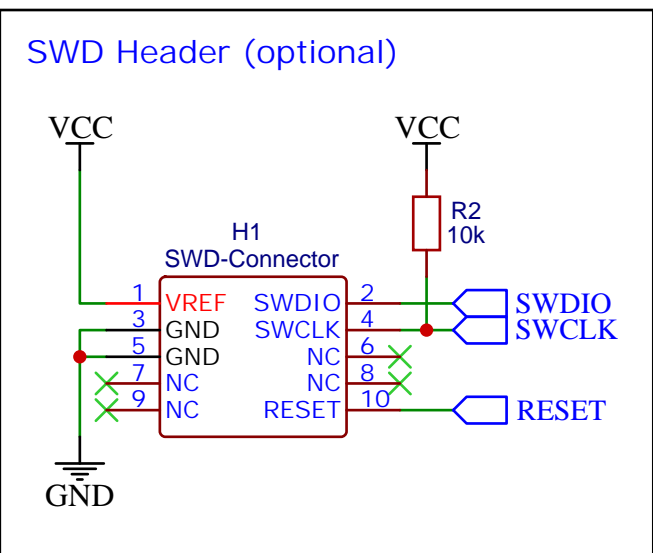 SWD Header (optional)
VCC
VCC
R2
10k
H1
SWD-Connector
1 VREF SWDIO 2 SWDIO
3 GND SWCLK 4 SWCLK
5 GND NC 6
7 NC NC 8
9 NC RESET 10 RESET
GND